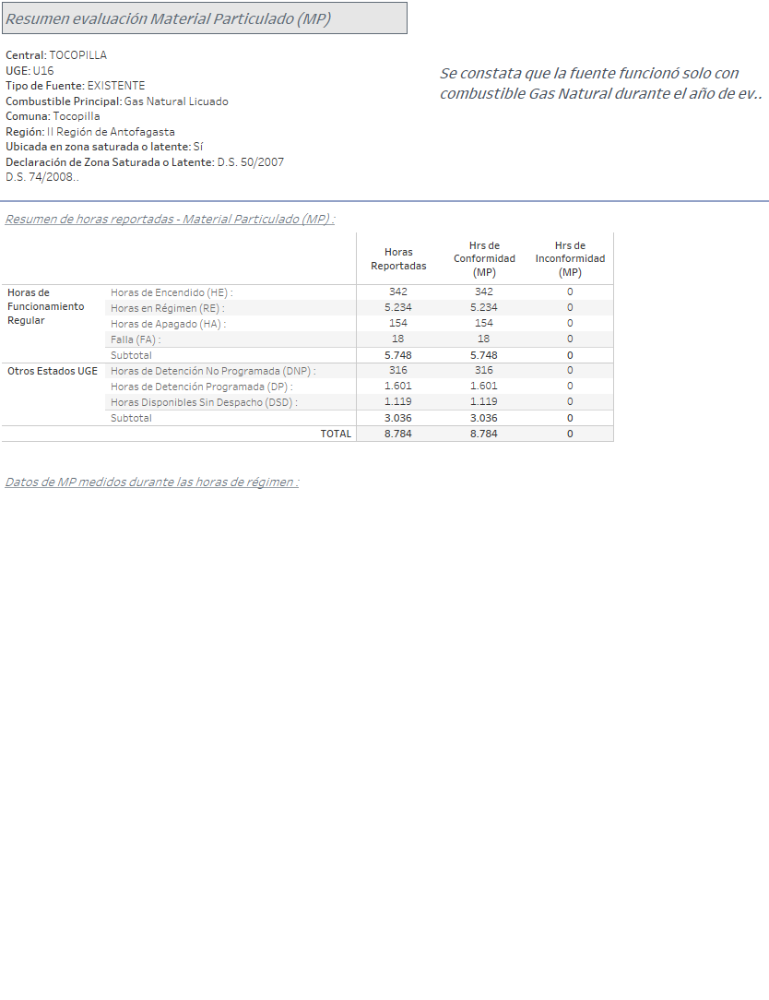 Resumen evaluación Material Particulado (MP)
Central: TOCOPILLA
UGE: U16
Tipo de Fuente: EXISTENTE
Combustible Principal: Gas Natural Licuado
Comuna: Tocopilla
Región: II Región de Antofagasta
Ubicada en zona saturada o latente: Sí
Declaración de Zona Saturada o Latente: D.S. 50/2007
D.S. 74/2008..
Se constata que la fuente funcionó solo con
combustible Gas Natural durante el año de ev..
Resumen de horas reportadas - Material Particulado (MP) :
Horas Reportadas Hrs de Conformidad (MP) Hrs de Inconformidad (MP)
Horas de Funcionamiento Regular
Horas de Encendido (HE) : 342 342 0
Horas en Régimen (RE) : 5.234 5.234 0
Horas de Apagado (HA) : 154 154 0
Falla (FA) : 18 18 0
Subtotal 5.748 5.748 0
Otros Estados UGE Horas de Detención No Programada (DNP) : 316 316 0
Horas de Detención Programada (DP) : 1.601 1.601 0
Horas Disponibles Sin Despacho (DSD) : 1.119 1.119 0
Subtotal 3.036 3.036 0
TOTAL 8.784 8.784 0
Datos de MP medidos durante las horas de régimen :